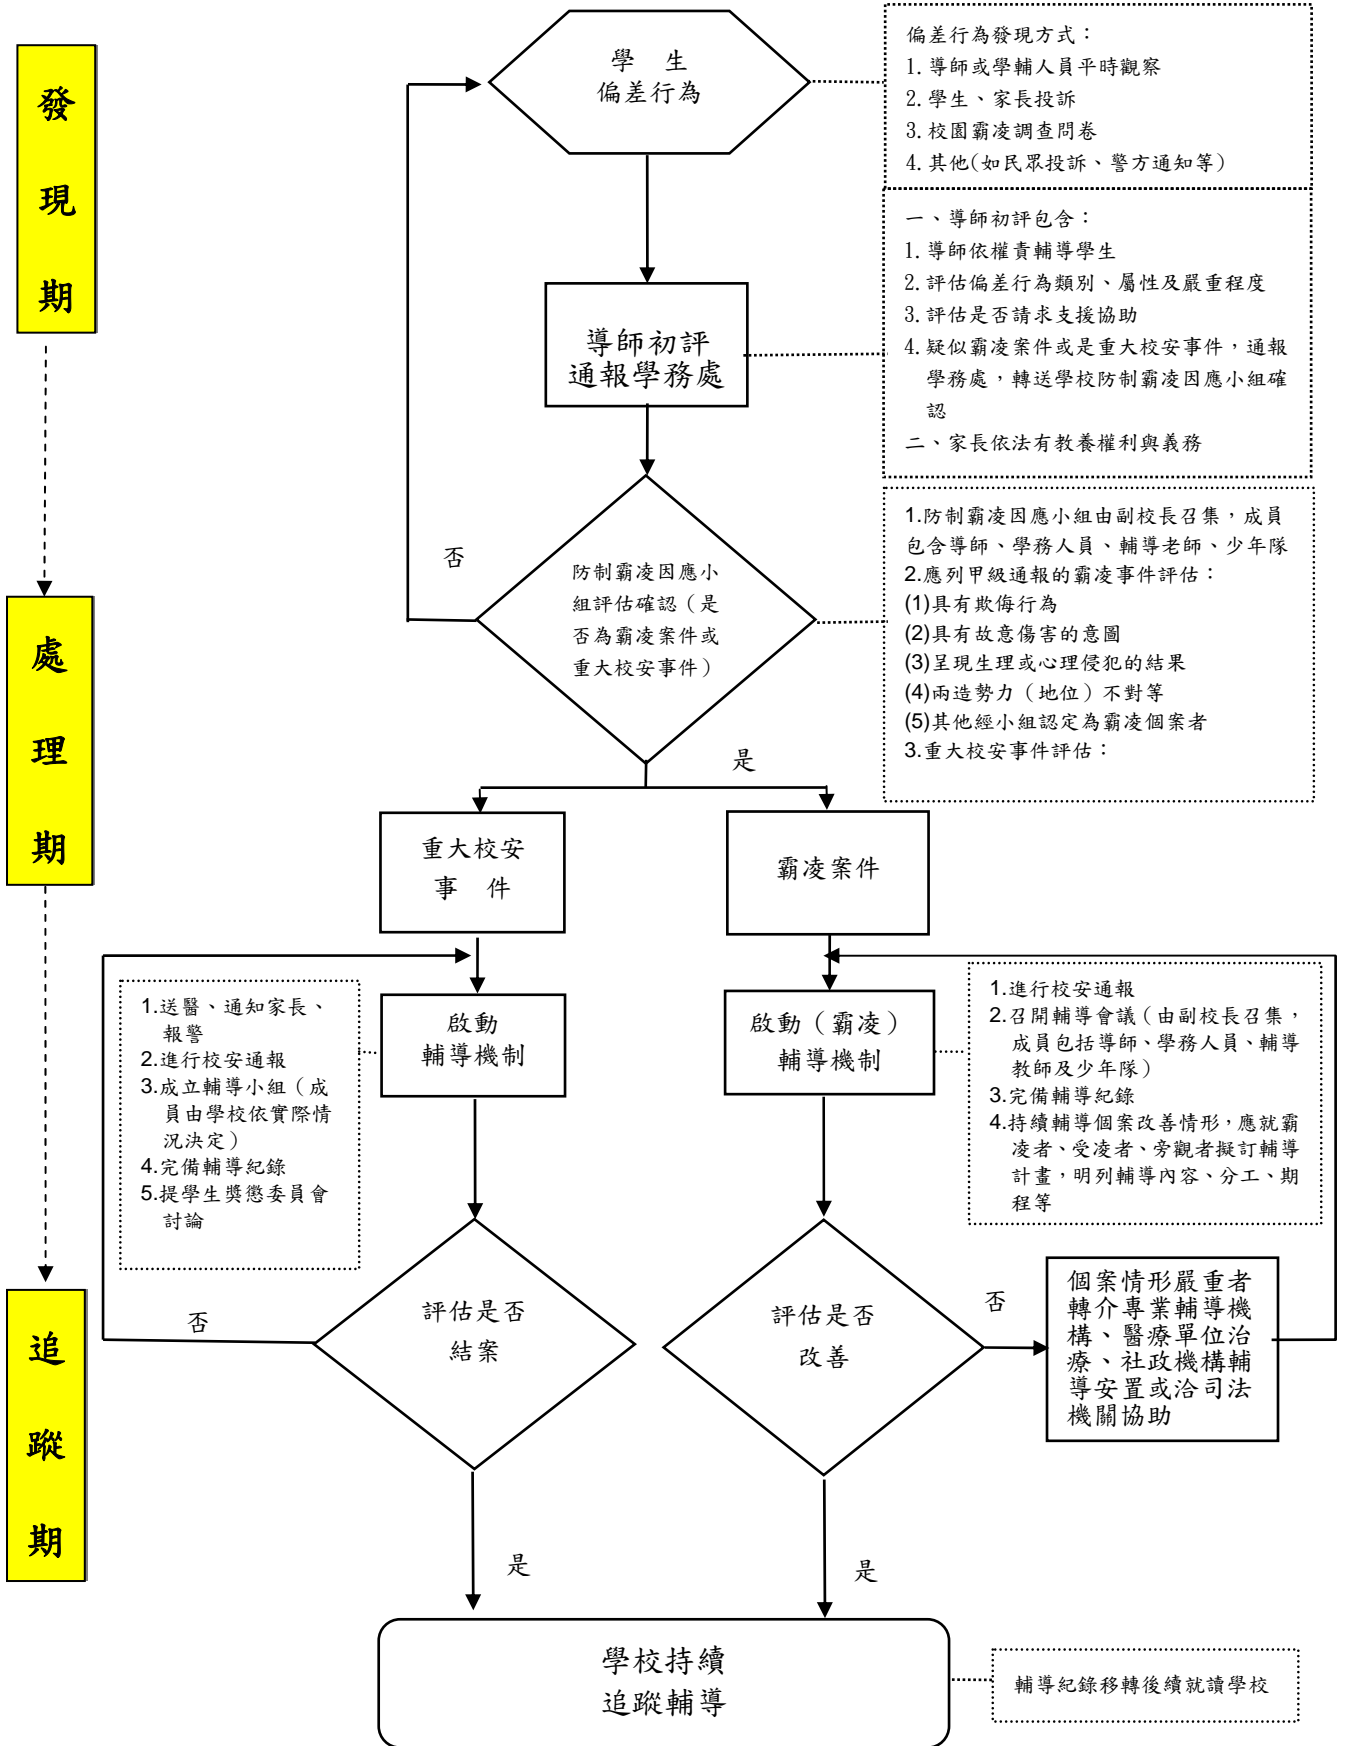 發
現
期
處
理
期
追
蹤
期
學　生
偏差行為
偏差行為發現方式：
1.導師或學輔人員平時觀察
2.學生、家長投訴
3.校園霸凌調查問卷
4.其他(如民眾投訴、警方通知等)
導師初評
通報學務處
一、導師初評包含：
1.導師依權責輔導學生
2.評估偏差行為類別、屬性及嚴重程度
3.評估是否請求支援協助
4.疑似霸凌案件或是重大校安事件，通報
學務處，轉送學校防制霸凌因應小組確
認
二、家長依法有教養權利與義務
否
防制霸凌因應小
組評估確認（是
否為霸凌案件或
重大校安事件）
1.防制霸凌因應小組由副校長召集，成員
包含導師、學務人員、輔導老師、少年隊
2.應列甲級通報的霸凌事件評估：
(1)具有欺侮行為
(2)具有故意傷害的意圖
(3)呈現生理或心理侵犯的結果
(4)兩造勢力（地位）不對等
(5)其他經小組認定為霸凌個案者
3.重大校安事件評估：
是
重大校安
事　件
霸凌案件
1.送醫、通知家長、
報警
2.進行校安通報
3.成立輔導小組（成
員由學校依實際情
況決定）
4.完備輔導紀錄
5.提學生獎懲委員會
討論
啟動
輔導機制
啟動（霸凌）
輔導機制
1.進行校安通報
2.召開輔導會議（由副校長召集，
成員包括導師、學務人員、輔導
教師及少年隊）
3.完備輔導紀錄
4.持續輔導個案改善情形，應就霸
凌者、受凌者、旁觀者擬訂輔導
計畫，明列輔導內容、分工、期
程等
否
評估是否
結案
評估是否
改善
否
個案情形嚴重者
轉介專業輔導機
構、醫療單位治
療、社政機構輔
導安置或洽司法
機關協助
是
是
學校持續
追蹤輔導
輔導紀錄移轉後續就讀學校